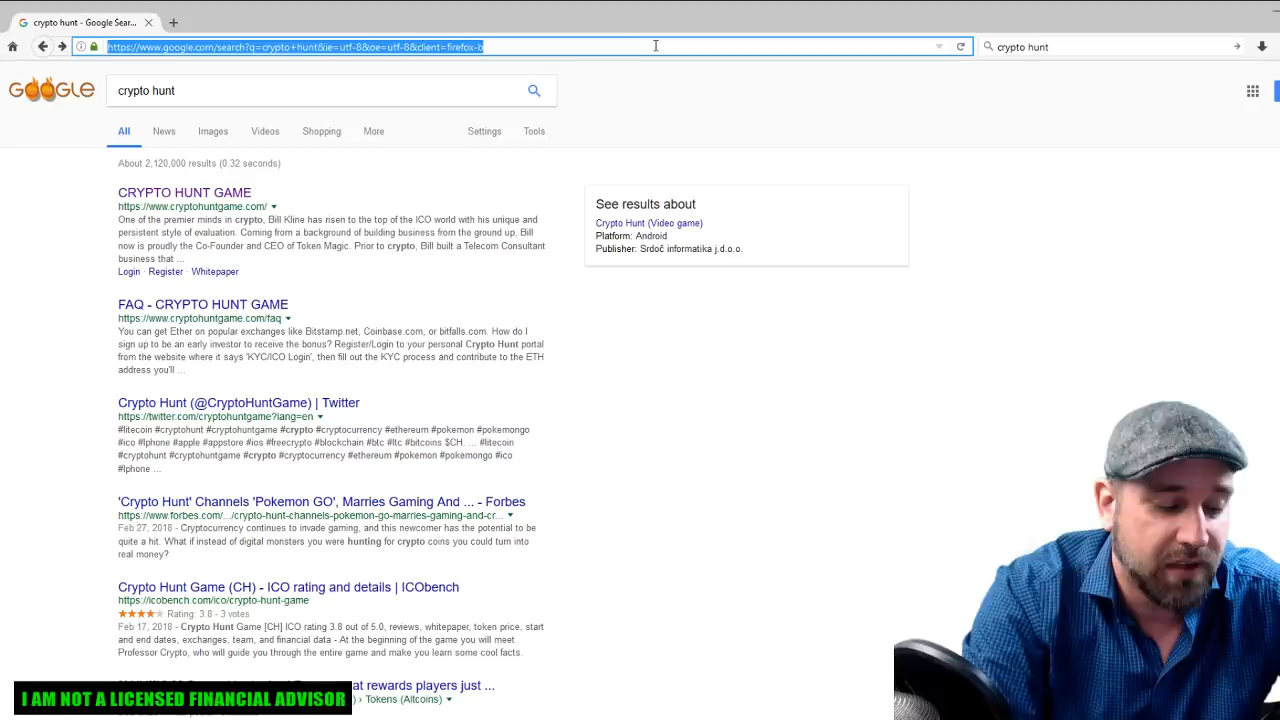 crypto hunt - Google Sear...
https://www.google.com/search?q=crypto+hunt&ie=utf-8&oe=utf-8&client=firefox-b
crypto hunt
GOOGLE
crypto hunt
All News Images Videos Shopping More Settings Tools
About 2,120,000 results (0.32 seconds)
CRYPTO HUNT GAME
https://www.cryptohuntgame.com/
One of the premier minds in crypto, Bill Kline has risen to the top of the ICO world with his unique and
persistent style of evaluation. Coming from a background of building business from the ground up, Bill
now is proudly the Co-Founder and CEO of Token Magic. Prior to crypto, Bill built a Telecom Consultant
business that ...
Login · Register · Whitepaper
FAQ - CRYPTO HUNT GAME
https://www.cryptohuntgame.com/faq
You can get Ether on popular exchanges like Bitstamp.net, Coinbase.com, or bitfalls.com. How do I
sign up to be an early investor to receive the bonus? Register/Login to your personal Crypto Hunt portal
from the website where it says 'KYC/ICO Login', then fill out the KYC process and contribute to the ETH
address you'll ...
Crypto Hunt (@CryptoHuntGame) | Twitter
https://twitter.com/cryptohuntgame?lang=en
#litecoin #cryptohunt #cryptohuntgame #crypto #cryptocurrency #ethereum #pokemon #pokemongo
#ico #Iphone #apple #appstore #ios #freecrypto #blockchain #btc #ltc #bitcoins $CH. ... #litecoin
#cryptohunt #cryptohuntgame #crypto #cryptocurrency #ethereum #pokemon #pokemongo #ico
#Iphone ...
'Crypto Hunt' Channels 'Pokemon GO', Marries Gaming And ... - Forbes
https://www.forbes.com/.../crypto-hunt-channels-pokemon-go-marries-gaming-and-cr...
Feb 27, 2018 - Cryptocurrency continues to invade gaming, and this newcomer has the potential to be
quite a hit. What if instead of digital monsters you were hunting for crypto coins you could turn into
real money?
Crypto Hunt Game (CH) - ICO rating and details | ICObench
https://icobench.com/ico/crypto-hunt-game
Rating: 3.8 - 3 votes
Feb 17, 2018 - Crypto Hunt Game [CH] ICO rating 3.8 out of 5.0, reviews, whitepaper, token price, start
and end dates, exchanges, team, and financial data - At the beginning of the game you will meet
Professor Crypto, who will guide you through the entire game and make you learn some cool facts.
at rewards players just ...
› Tokens (Altcoins)
See results about
Crypto Hunt (Video game)
Platform: Android
Publisher: Srdoč informatika j.d.o.o.
I AM NOT A LICENSED FINANCIAL ADVISOR